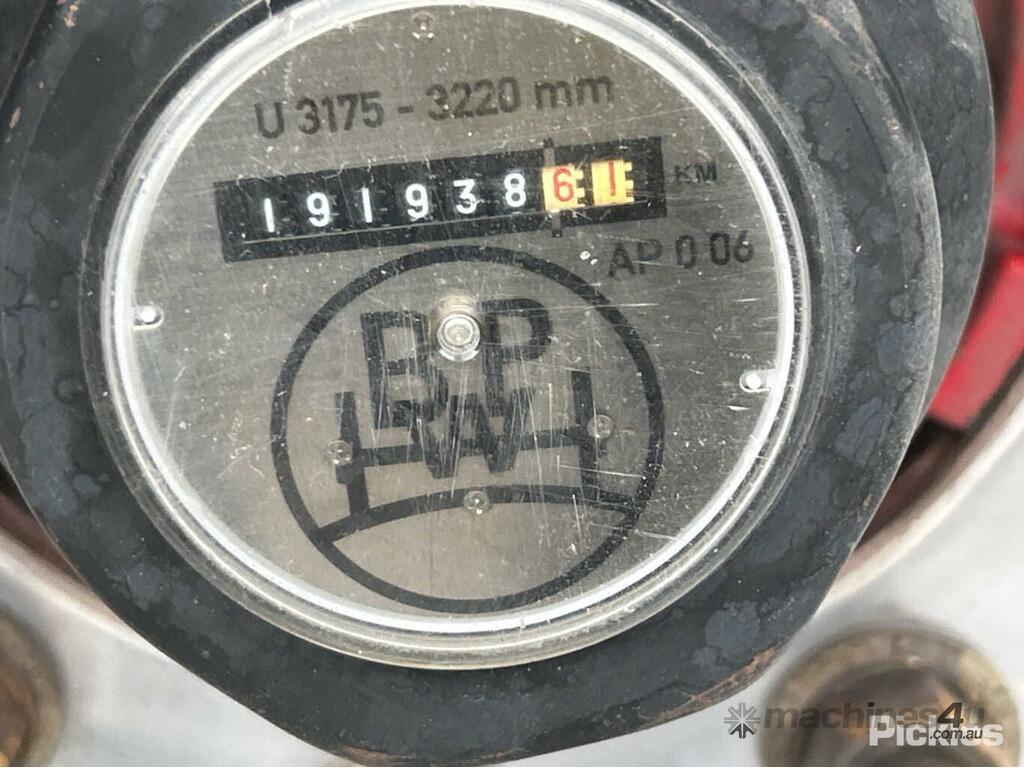 U 3175 - 3220 mm
19193861 KM
AP 0 06
BPW
machines4u
.com.au
Pickles